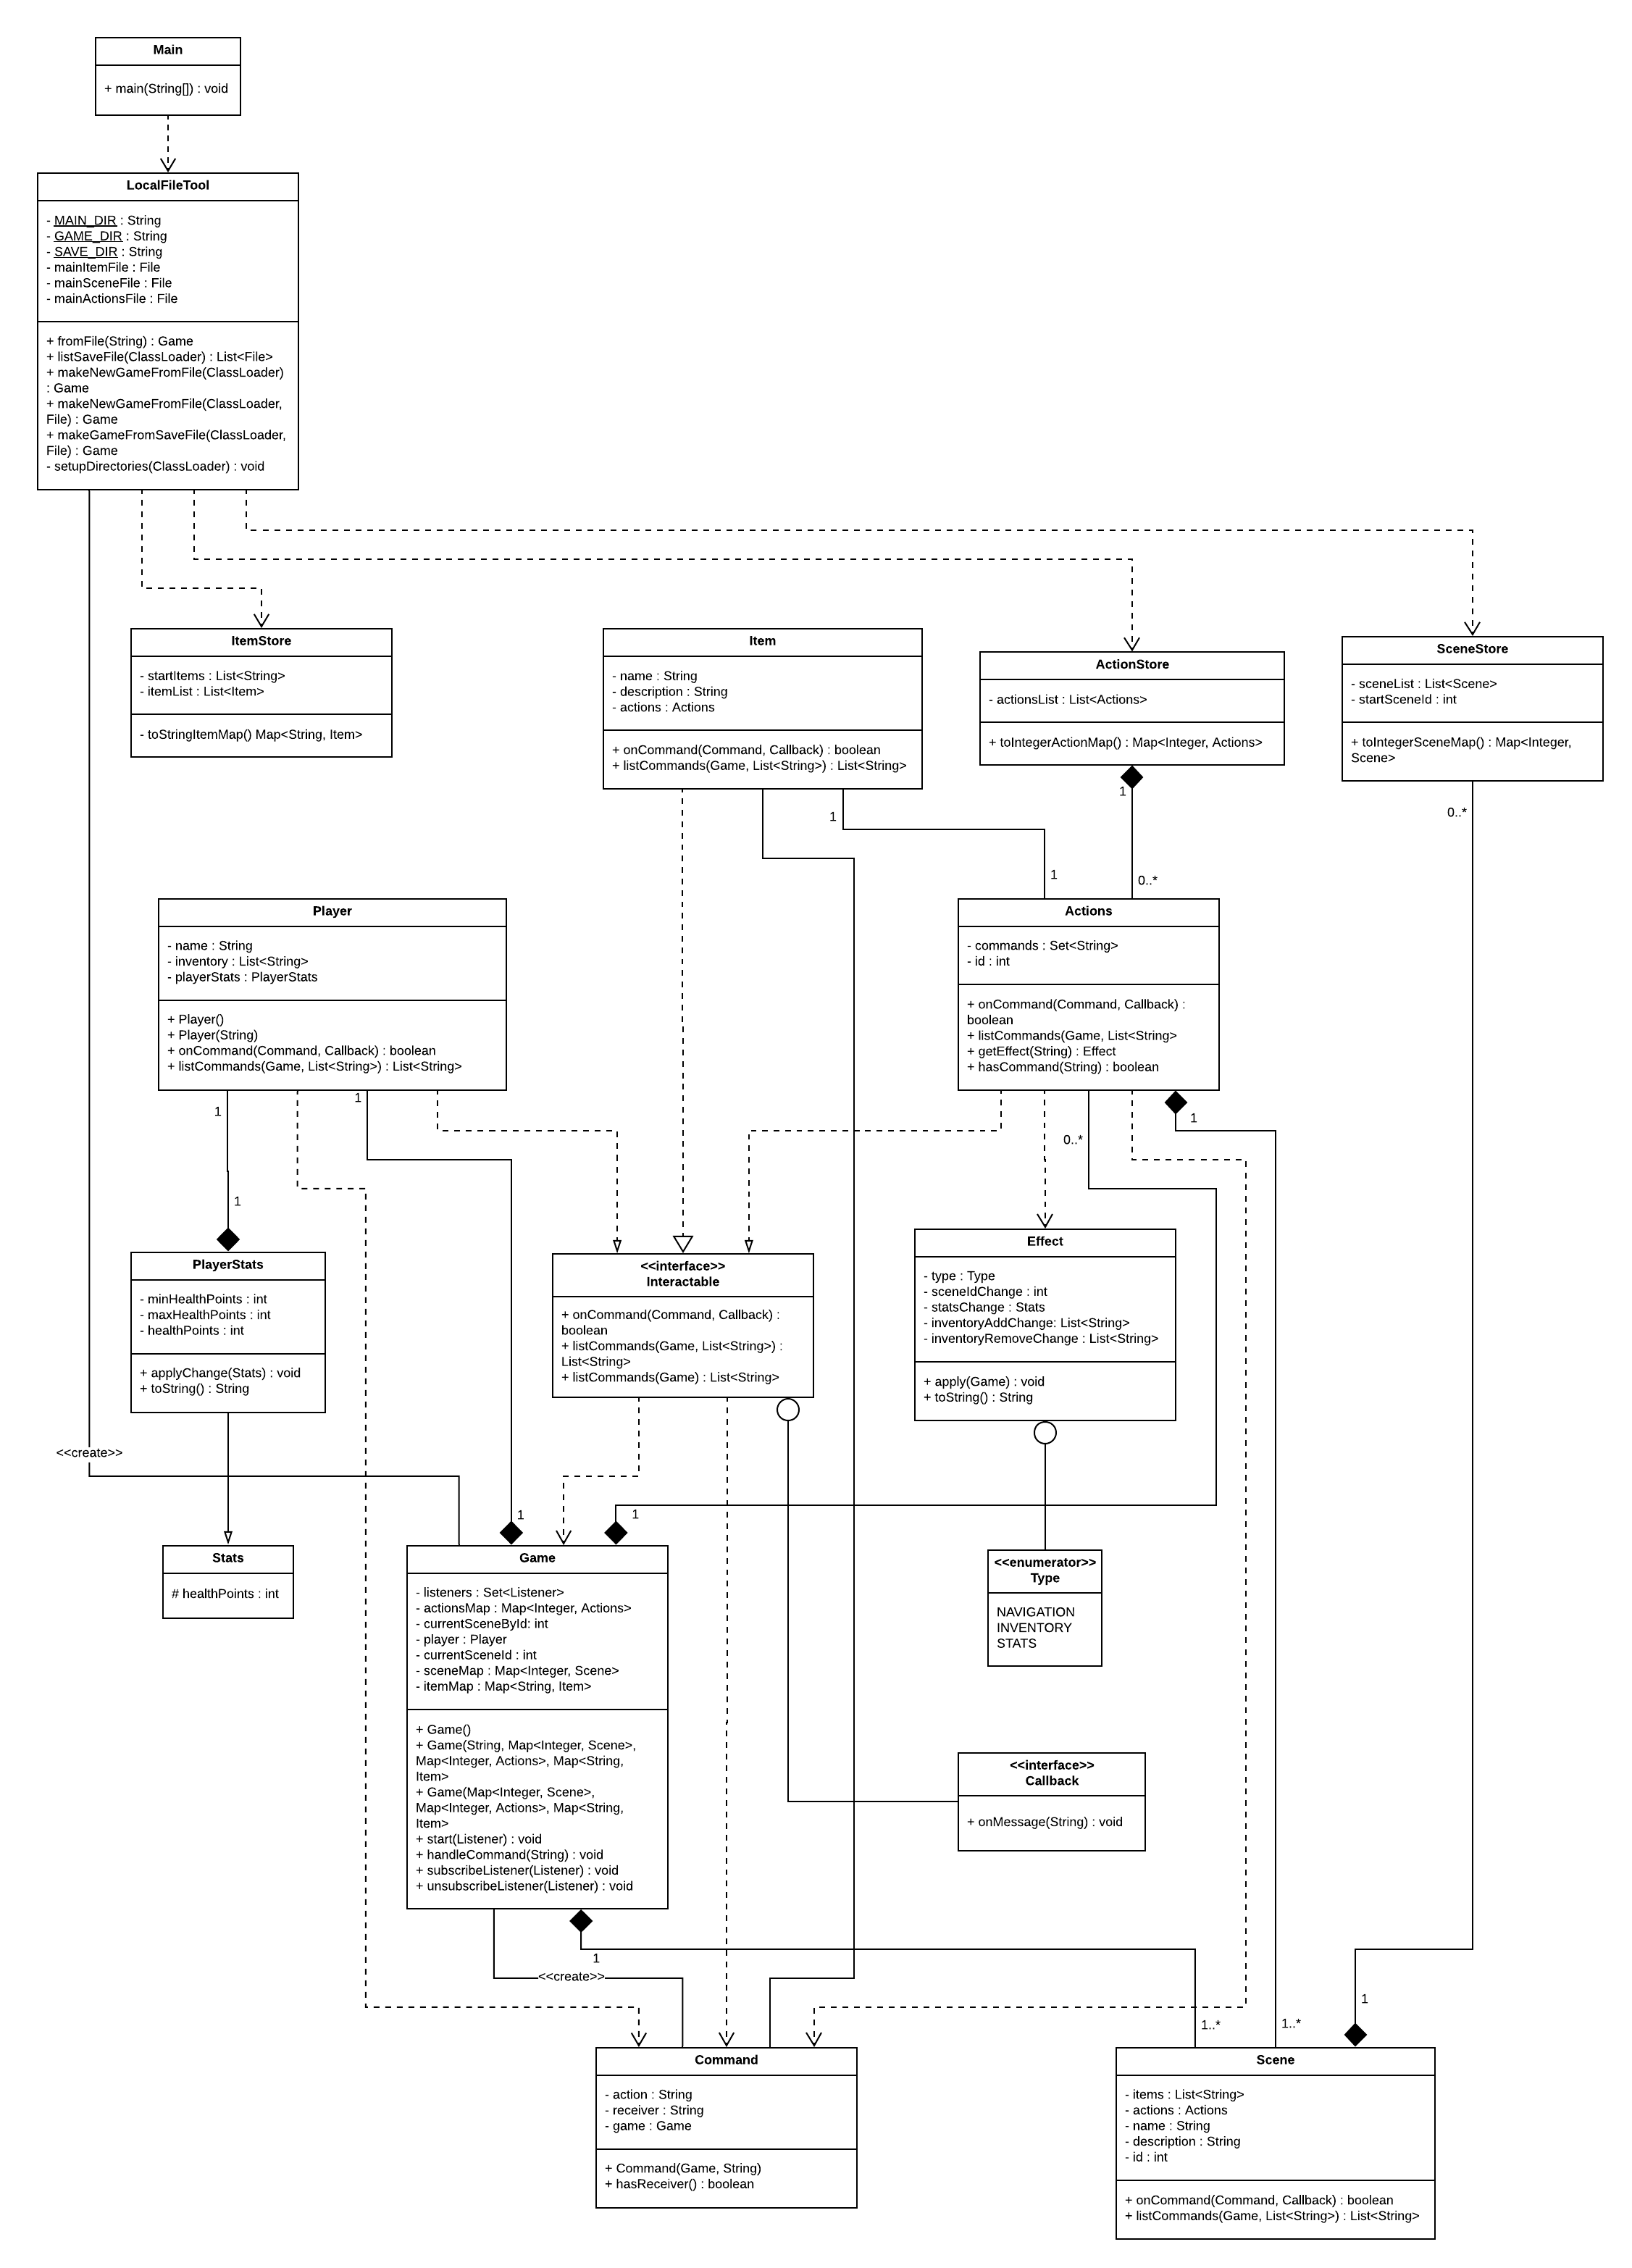 Main
+ main(String[]) : void
LocalFileTool
- MAIN_DIR : String
- GAME_DIR : String
- SAVE_DIR : String
- mainItemFile : File
- mainSceneFile : File
- mainActionsFile : File
+ fromFile(String) : Game
+ listSaveFile(ClassLoader) : List<File>
+ makeNewGameFromFile(ClassLoader)
: Game
+ makeNewGameFromFile(ClassLoader,
File) : Game
+ makeGameFromSaveFile(ClassLoader,
File) : Game
- setupDirectories(ClassLoader) : void
ItemStore
- startItems : List<String>
- itemList : List<Item>
- toStringItemMap() Map<String, Item>
Item
- name : String
- description : String
- actions : Actions
+ onCommand(Command, Callback) : boolean
+ listCommands(Game, List<String>) : List<String>
ActionStore
- actionsList : List<Actions>
+ toIntegerActionMap() : Map<Integer, Actions>
SceneStore
- sceneList : List<Scene>
- startSceneId : int
+ toIntegerSceneMap() : Map<Integer,
Scene>
1
1
1
0..*
0..*
Player
- name : String
- inventory : List<String>
- playerStats : PlayerStats
+ Player()
+ Player(String)
+ onCommand(Command, Callback) : boolean
+ listCommands(Game, List<String>) : List<String>
Actions
- commands : Set<String>
- id : int
+ onCommand(Command, Callback) :
boolean
+ listCommands(Game, List<String>
+ getEffect(String) : Effect
+ hasCommand(String) : boolean
1
1
1
0..*
1
PlayerStats
- minHealthPoints : int
- maxHealthPoints : int
- healthPoints : int
+ applyChange(Stats) : void
+ toString() : String
<<interface>>
Interactable
+ onCommand(Command, Callback) :
boolean
+ listCommands(Game, List<String>) :
List<String>
+ listCommands(Game) : List<String>
Effect
- type : Type
- sceneIdChange : int
- statsChange : Stats
- inventoryAddChange: List<String>
- inventoryRemoveChange : List<String>
+ apply(Game) : void
+ toString() : String
<<create>>
1
1
Stats
# healthPoints : int
Game
- listeners : Set<Listener>
- actionsMap : Map<Integer, Actions>
- currentSceneById: int
- player : Player
- currentSceneId : int
- sceneMap : Map<Integer, Scene>
- itemMap : Map<String, Item>
+ Game()
+ Game(String, Map<Integer, Scene>,
Map<Integer, Actions>, Map<String,
Item>
+ Game(Map<Integer, Scene>,
Map<Integer, Actions>, Map<String,
Item>
+ start(Listener) : void
+ handleCommand(String) : void
+ subscribeListener(Listener) : void
+ unsubscribeListener(Listener) : void
<<enumerator>>
Type
NAVIGATION
INVENTORY
STATS
<<interface>>
Callback
+ onMessage(String) : void
1
<<create>>
1..*
1..*
1
Command
- action : String
- receiver : String
- game : Game
+ Command(Game, String)
+ hasReceiver() : boolean
Scene
- items : List<String>
- actions : Actions
- name : String
- description : String
- id : int
+ onCommand(Command, Callback) : boolean
+ listCommands(Game, List<String>) : List<String>